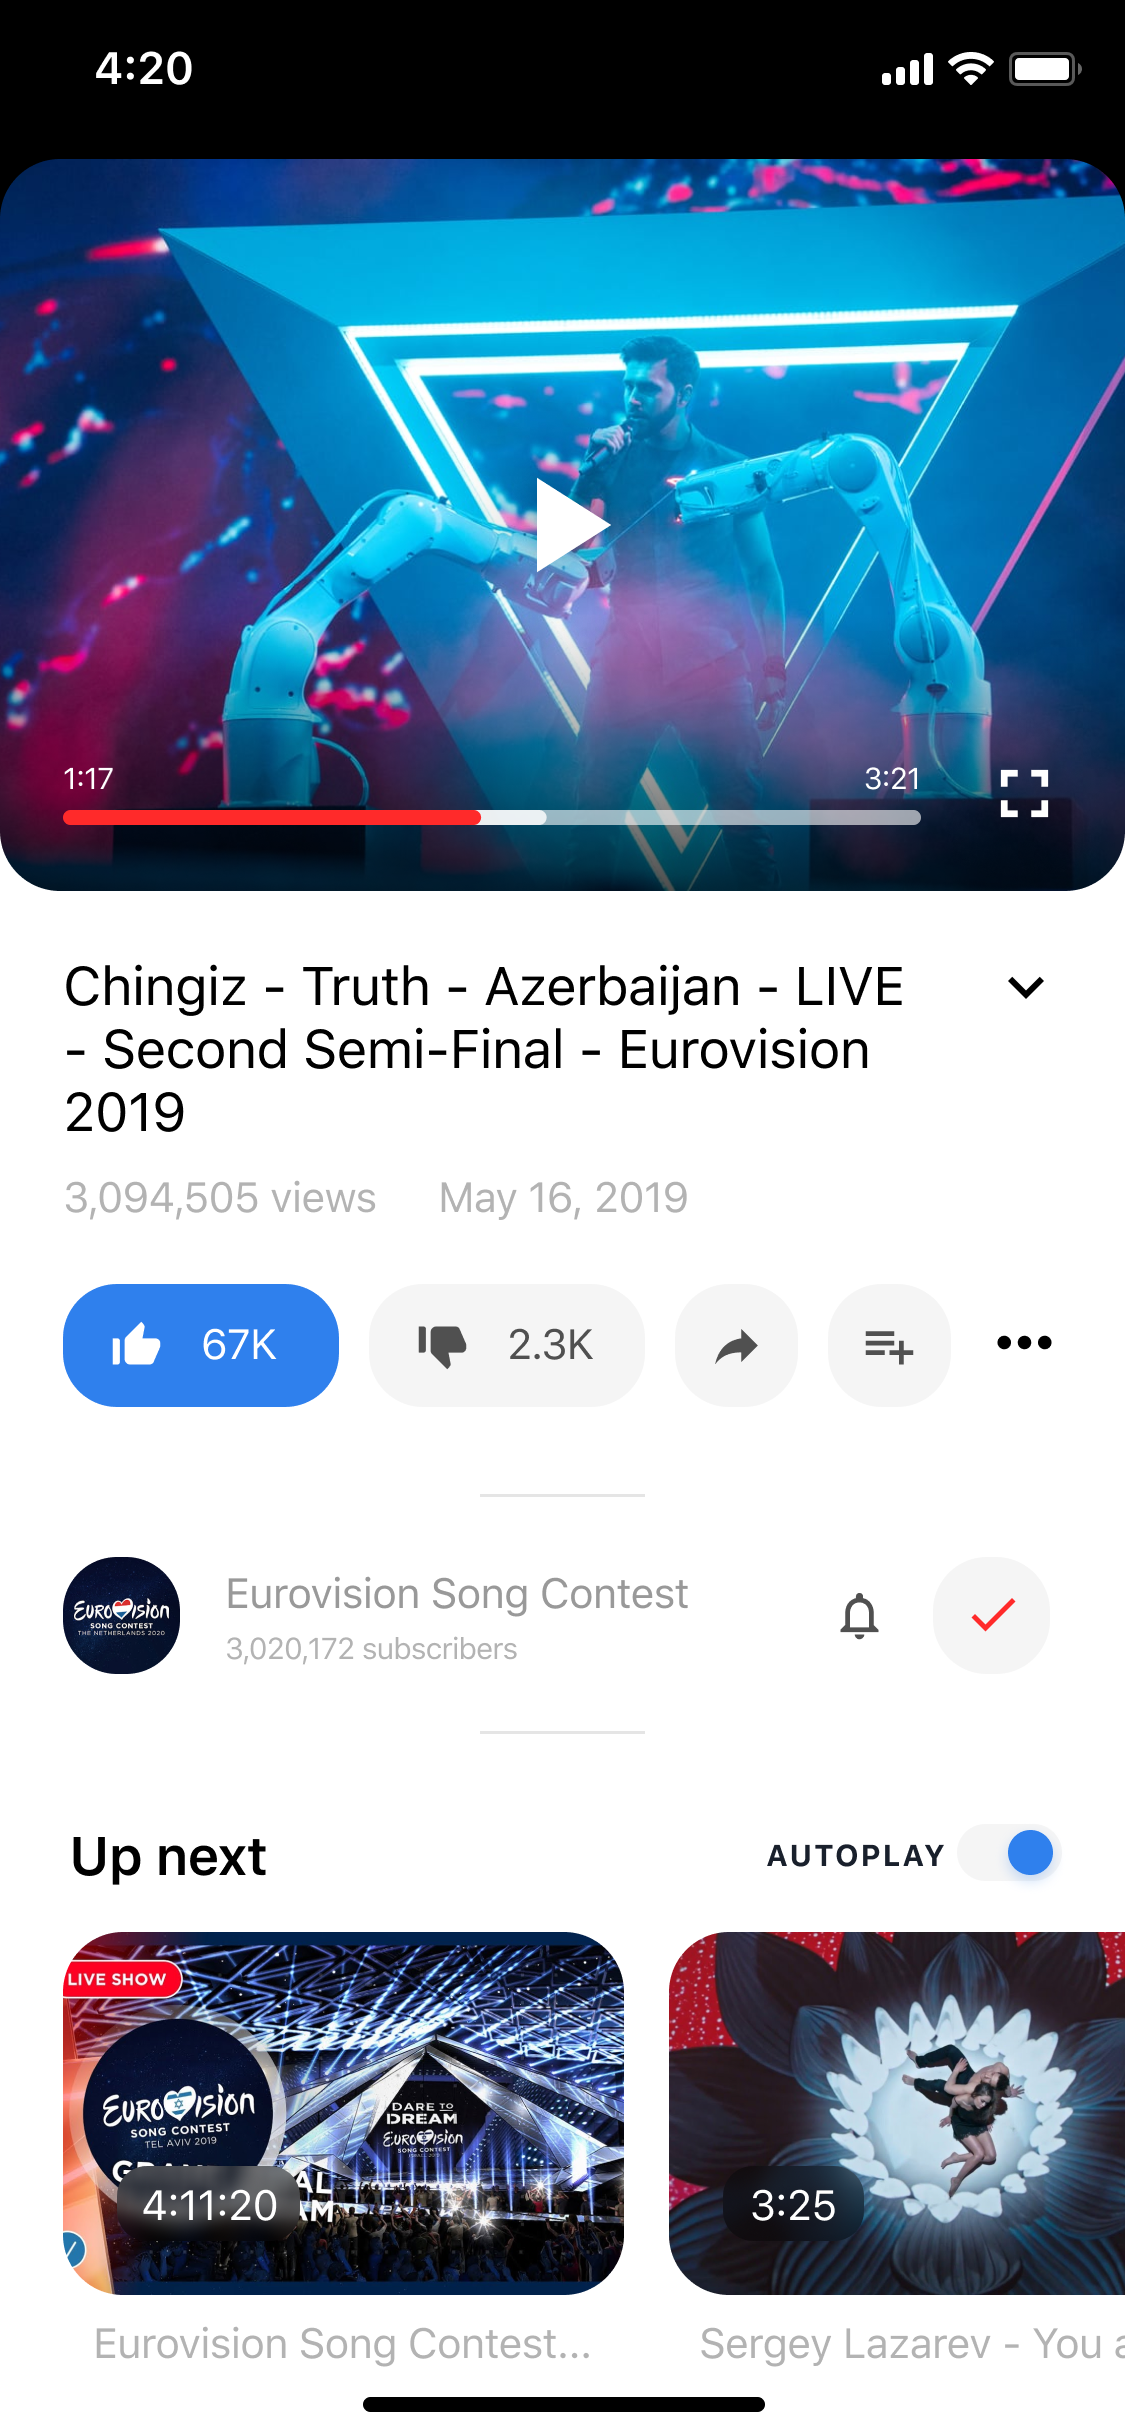 4:20
1:17
3:21
Chingiz - Truth - Azerbaijan - LIVE
- Second Semi-Final - Eurovision
2019
3,094,505 views
May 16, 2019
67K
2.3K
EUROVISION
SONG CONTEST
THE NETHERLANDS 2020
Eurovision Song Contest
3,020,172 subscribers
Up next
AUTOPLAY
LIVE SHOW
EUROVISION
SONG CONTEST
TEL AVIV 2019
DARE TO
DREAM
EUROVISION
SONG CONTEST
4:11:20
3:25
Eurovision Song Contest...
Sergey Lazarev - You